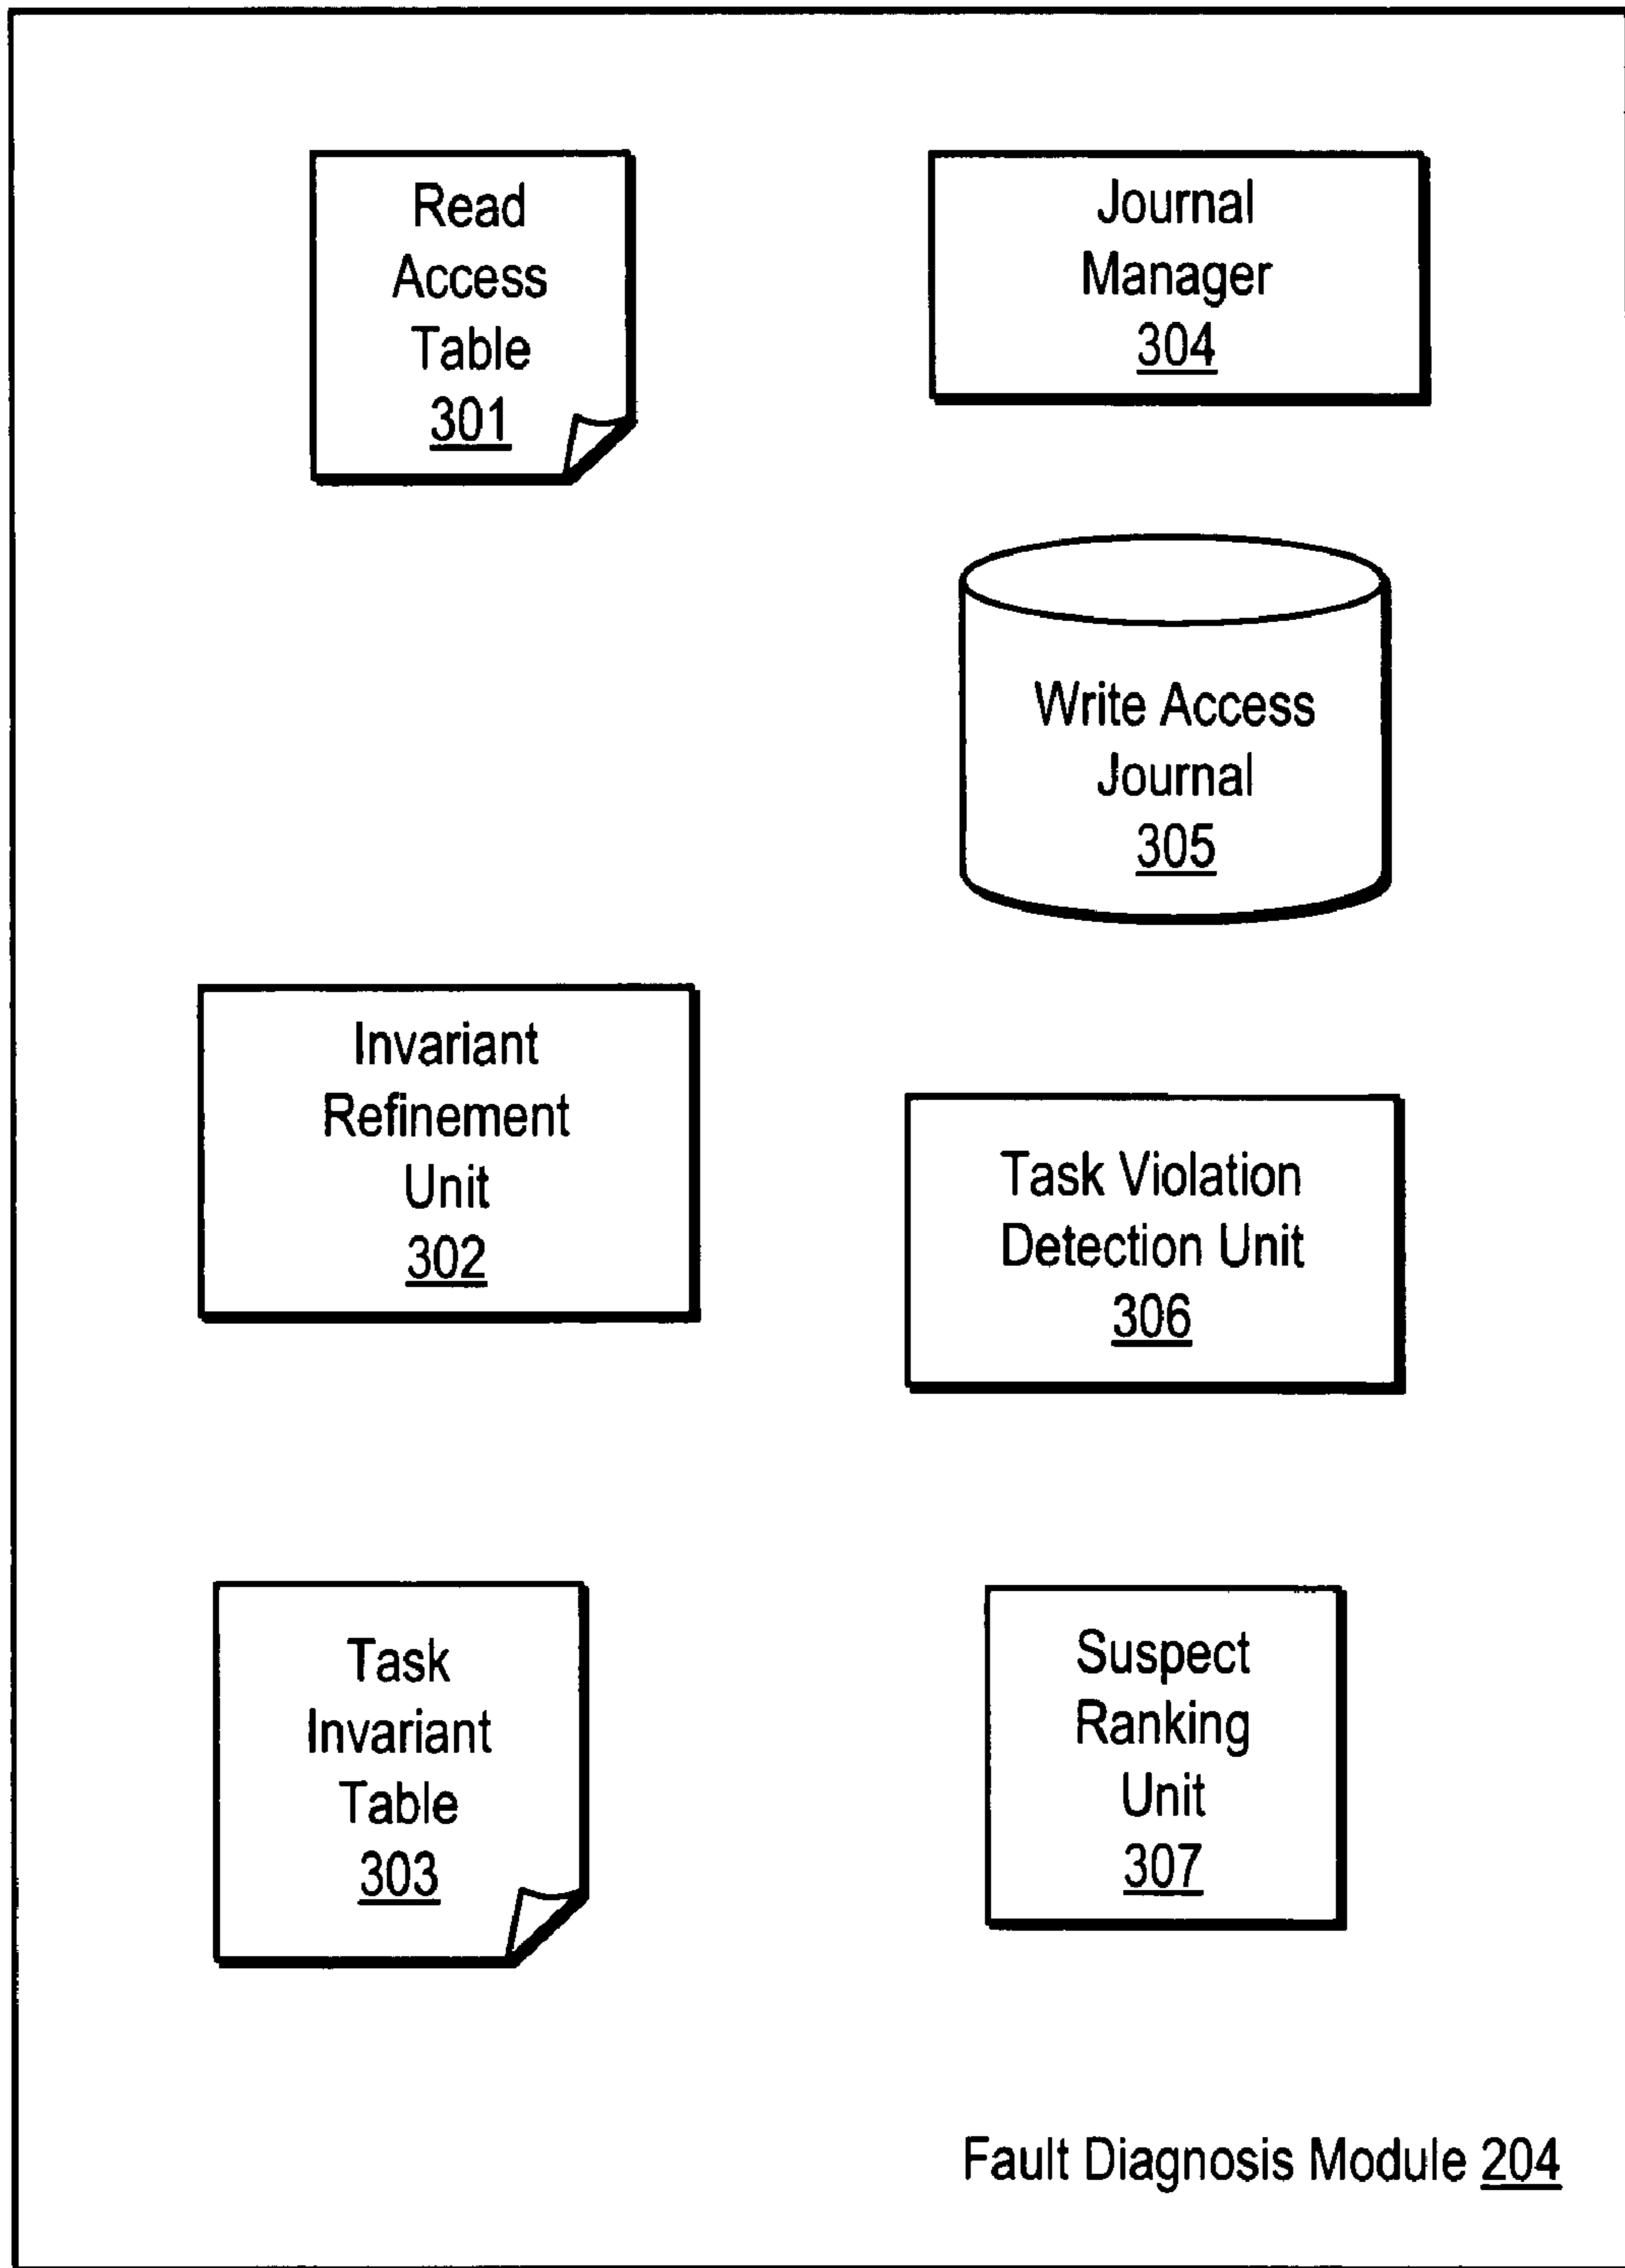 Read
Access
Table
301
Journal
Manager
304
Write Access
Journal
305
Invariant
Refinement
Unit
302
Task Violation
Detection Unit
306
Task
Invariant
Table
303
Suspect
Ranking
Unit
307
Fault Diagnosis Module 204